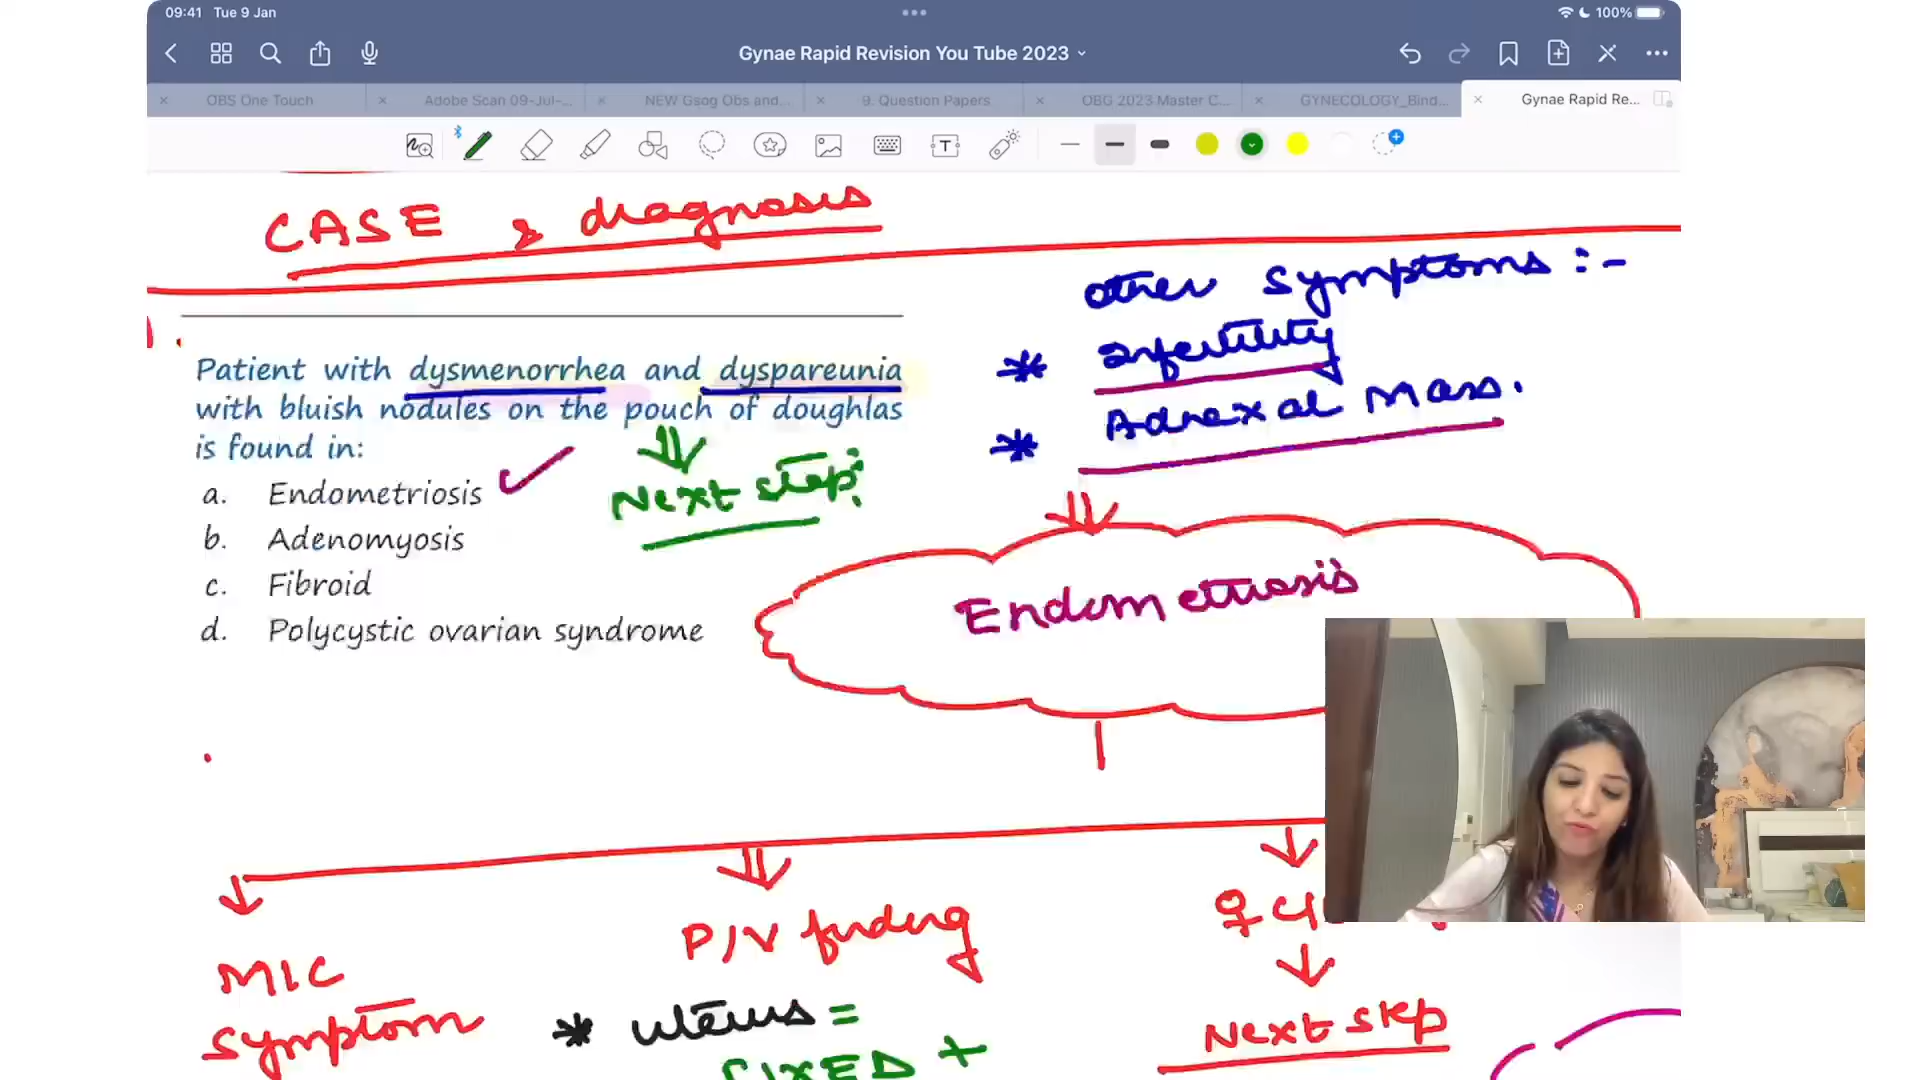 09:41 Tue 9 Jan
100%
Gynae Rapid Revision You Tube 2023
OBS One Touch
Adobe Scan 09-Jul-...
NEW Gsog Obs and...
9. Question Papers
OBG 2023 Master C...
GYNECOLOGY_Bind...
Gynae Rapid Re...
CASE & diagnosis
other symptoms :-
1.
* Infertility
Patient with dysmenorrhea and dyspareunia
with bluish nodules on the pouch of doughlas
is found in:
* Adnexal Mass.
a. Endometriosis
Next step:
b. Adenomyosis
c. Fibroid
d. Polycystic ovarian syndrome
Endometriosis
MIC
symptom
P/V finding
* uterus =
FIXED +
♀
Next step